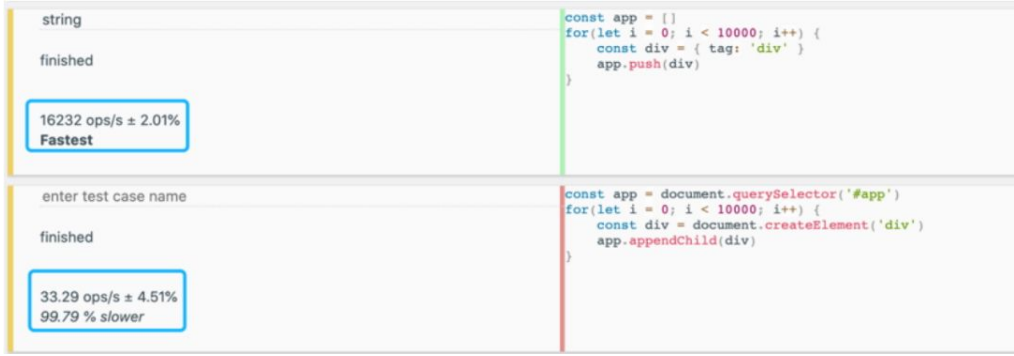 string
finished
16232 ops/s ± 2.01%
Fastest
const app = []
for(let i = 0; i < 10000; i++) {
    const div = { tag: 'div' }
    app.push(div)
}
enter test case name
finished
33.29 ops/s ± 4.51%
99.79 % slower
const app = document.querySelector('#app')
for(let i = 0; i < 10000; i++) {
    const div = document.createElement('div')
    app.appendChild(div)
}